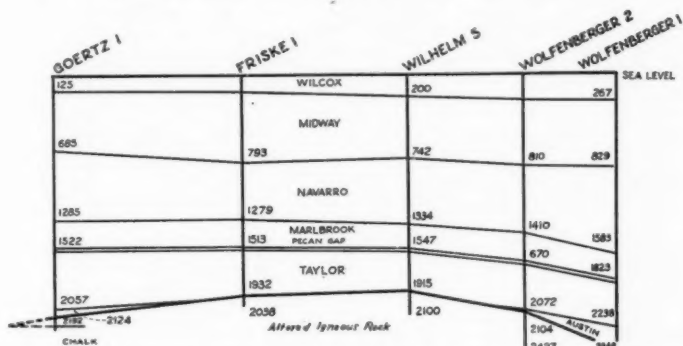 GOERTZ 1
FRISKE 1
WILHELM 5
WOLFENBERGER 2
WOLFENBERGER 1
SEA LEVEL
125
WILCOX
200
267
MIDWAY
685
793
742
810
829
NAVARRO
1285
1279
1334
1410
1583
MARLBROOK
1522
1513
PECAN GAP
1547
670
1823
TAYLOR
1932
1915
2057
2072
2238
2192
2124
2038
2100
AUSTIN
Altered Igneous Rock
2104
CHALK